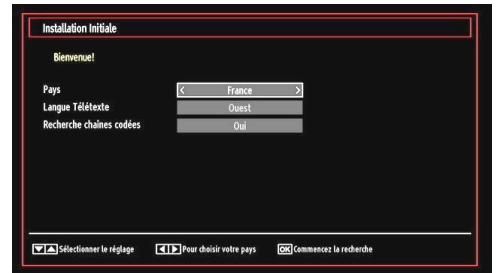 Installation Initiale
Bienvenue!
Pays < France >
Langue Télétexte Ouest
Recherche chaînes codées Oui
Sélectionner le réglage Pour choisir votre pays OK Commencez la recherche